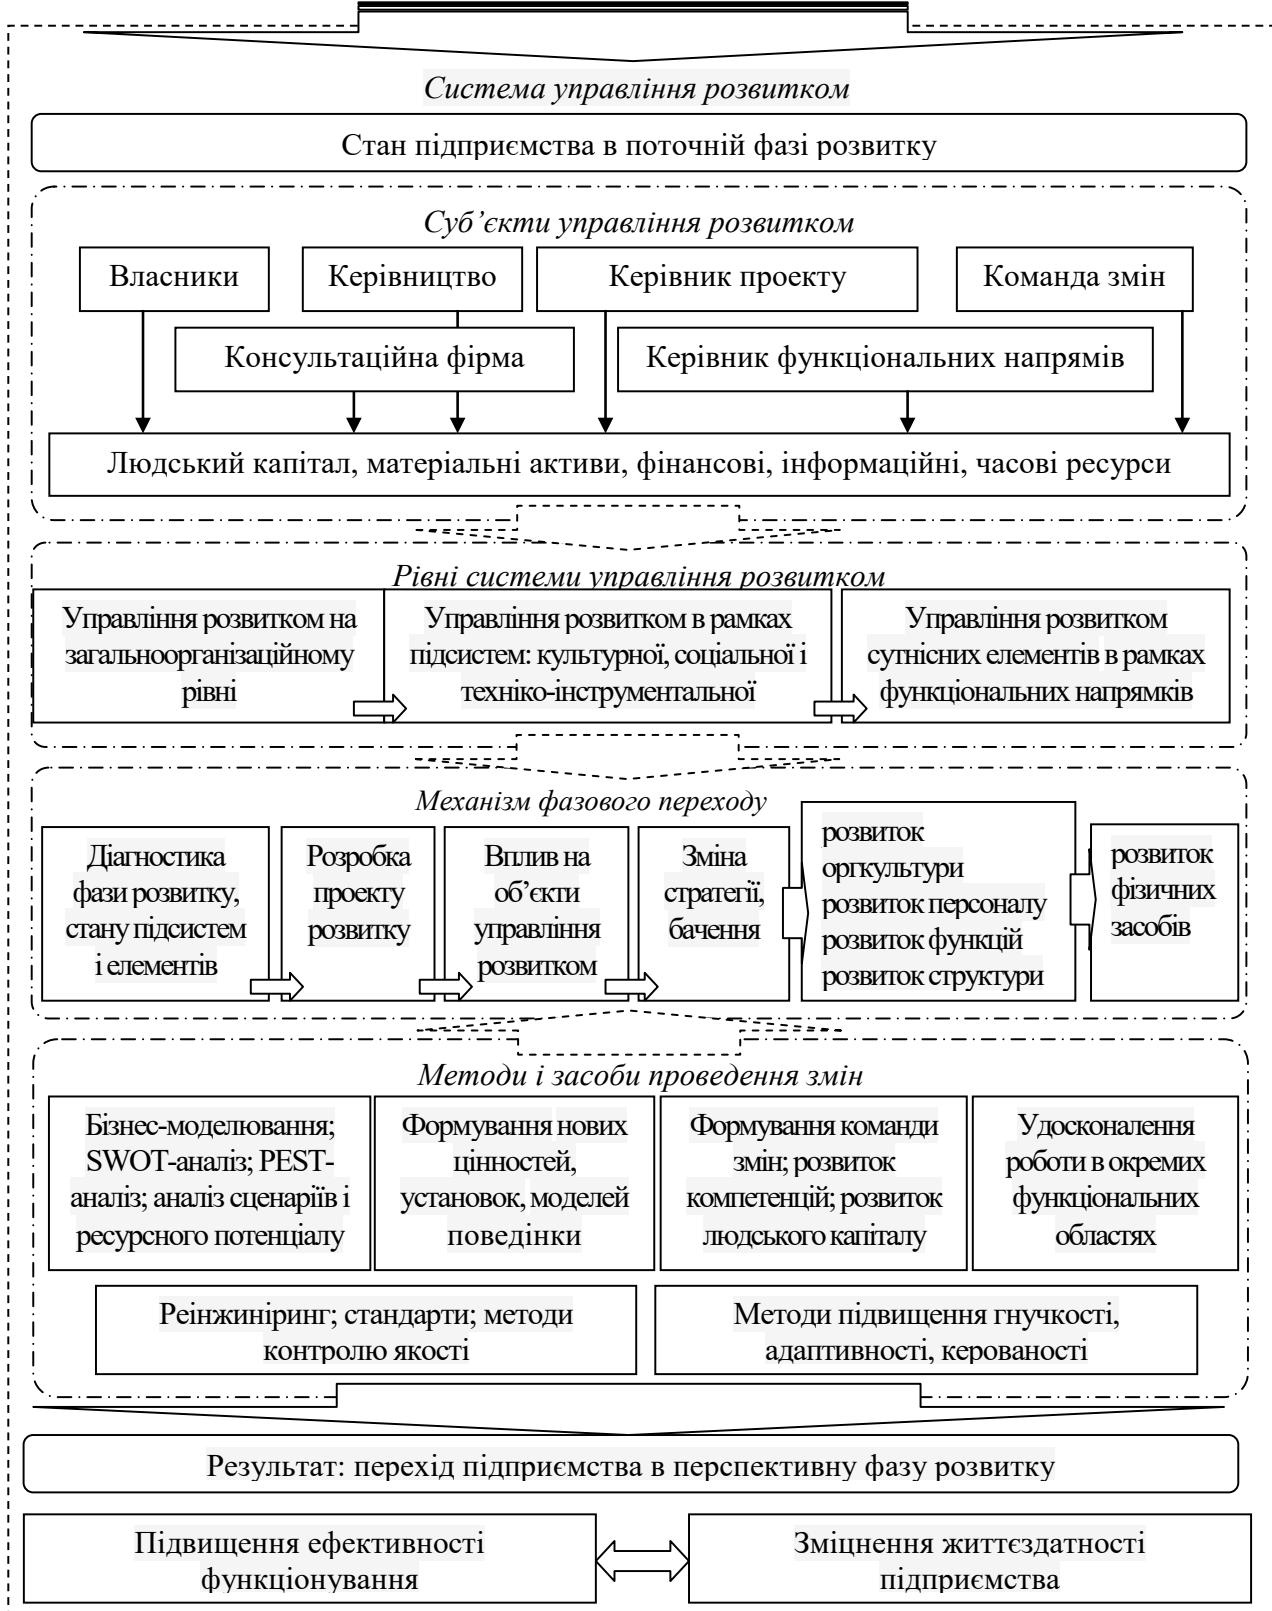 Система управління розвитком
Стан підприємства в поточній фазі розвитку
Суб’єкти управління розвитком
Власники
Керівництво
Керівник проекту
Команда змін
Консультаційна фірма
Керівник функціональних напрямів
Людський капітал, матеріальні активи, фінансові, інформаційні, часові ресурси
Рівні системи управління розвитком
Управління розвитком на
загальноорганізаційному
рівні
Управління розвитком в рамках
підсистем: культурної, соціальної і
техніко-інструментальної
Управління розвитком
сутнісних елементів в рамках
функціональних напрямків
Механізм фазового переходу
Діагностика
фази розвитку,
стану підсистем
і елементів
Розробка
проекту
розвитку
Вплив на
об’єкти
управління
розвитком
Зміна
стратегії,
бачення
розвиток
оргкультури
розвиток персоналу
розвиток функцій
розвиток структури
розвиток
фізичних
засобів
Методи і засоби проведення змін
Бізнес-моделювання;
SWOT-аналіз; PEST-
аналіз; аналіз сценаріїв і
ресурсного потенціалу
Формування нових
цінностей,
установок, моделей
поведінки
Формування команди
змін; розвиток
компетенцій; розвиток
людського капіталу
Удосконалення
роботи в окремих
функціональних
областях
Реінжиніринг; стандарти; методи
контролю якості
Методи підвищення гнучкості,
адаптивності, керованості
Результат: перехід підприємства в перспективну фазу розвитку
Підвищення ефективності
функціонування
Зміцнення життєздатності
підприємства